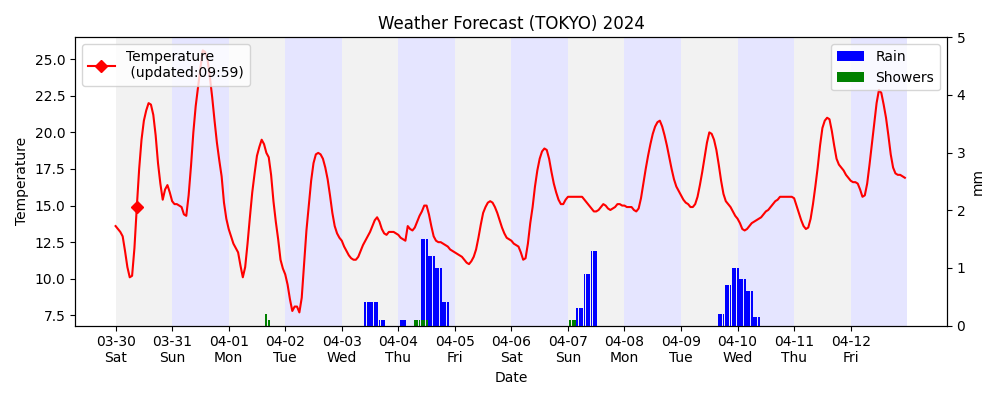 Weather Forecast (TOKYO) 2024
Temperature
(updated:09:59)
Rain
Showers
Temperature
25.0
22.5
20.0
17.5
15.0
12.5
10.0
7.5
5
4
3
2
1
0
mm
03-30 03-31 04-01 04-02 04-03 04-04 04-05 04-06 04-07 04-08 04-09 04-10 04-11 04-12
Sat Sun Mon Tue Wed Thu Fri Sat Sun Mon Tue Wed Thu Fri
Date